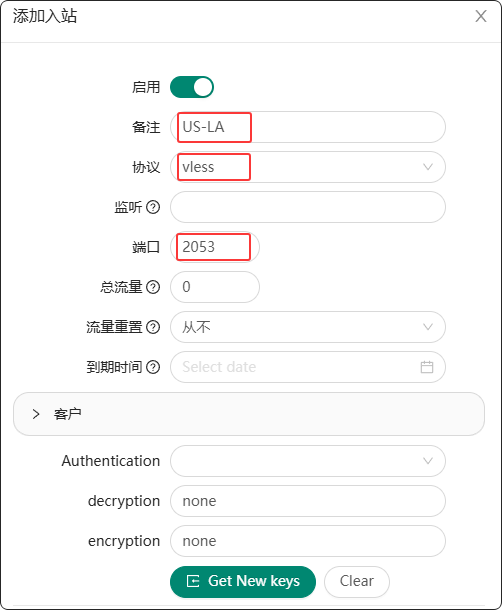 添加入站
启用
备注 US-LA
协议 vless
监听
端口 2053
总流量 0
流量重置 从不
到期时间 Select date
客户
Authentication
decryption none
encryption none
Get New keys Clear